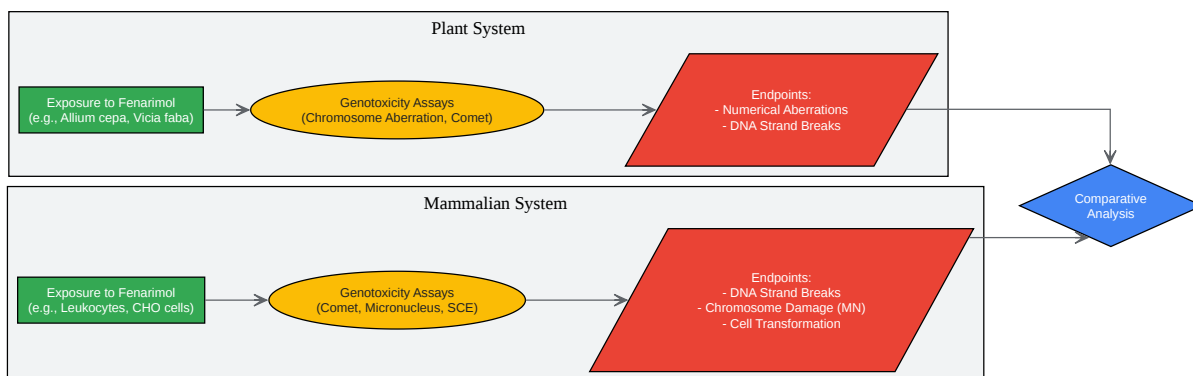 Plant System
Exposure to Fenarimol
(e.g., Allium cepa, Vicia faba)
Genotoxicity Assays
(Chromosome Aberration, Comet)
Endpoints:
- Numerical Aberrations
- DNA Strand Breaks
Mammalian System
Exposure to Fenarimol
(e.g., Leukocytes, CHO cells)
Genotoxicity Assays
(Comet, Micronucleus, SCE)
Endpoints:
- DNA Strand Breaks
- Chromosome Damage (MN)
- Cell Transformation
Comparative
Analysis